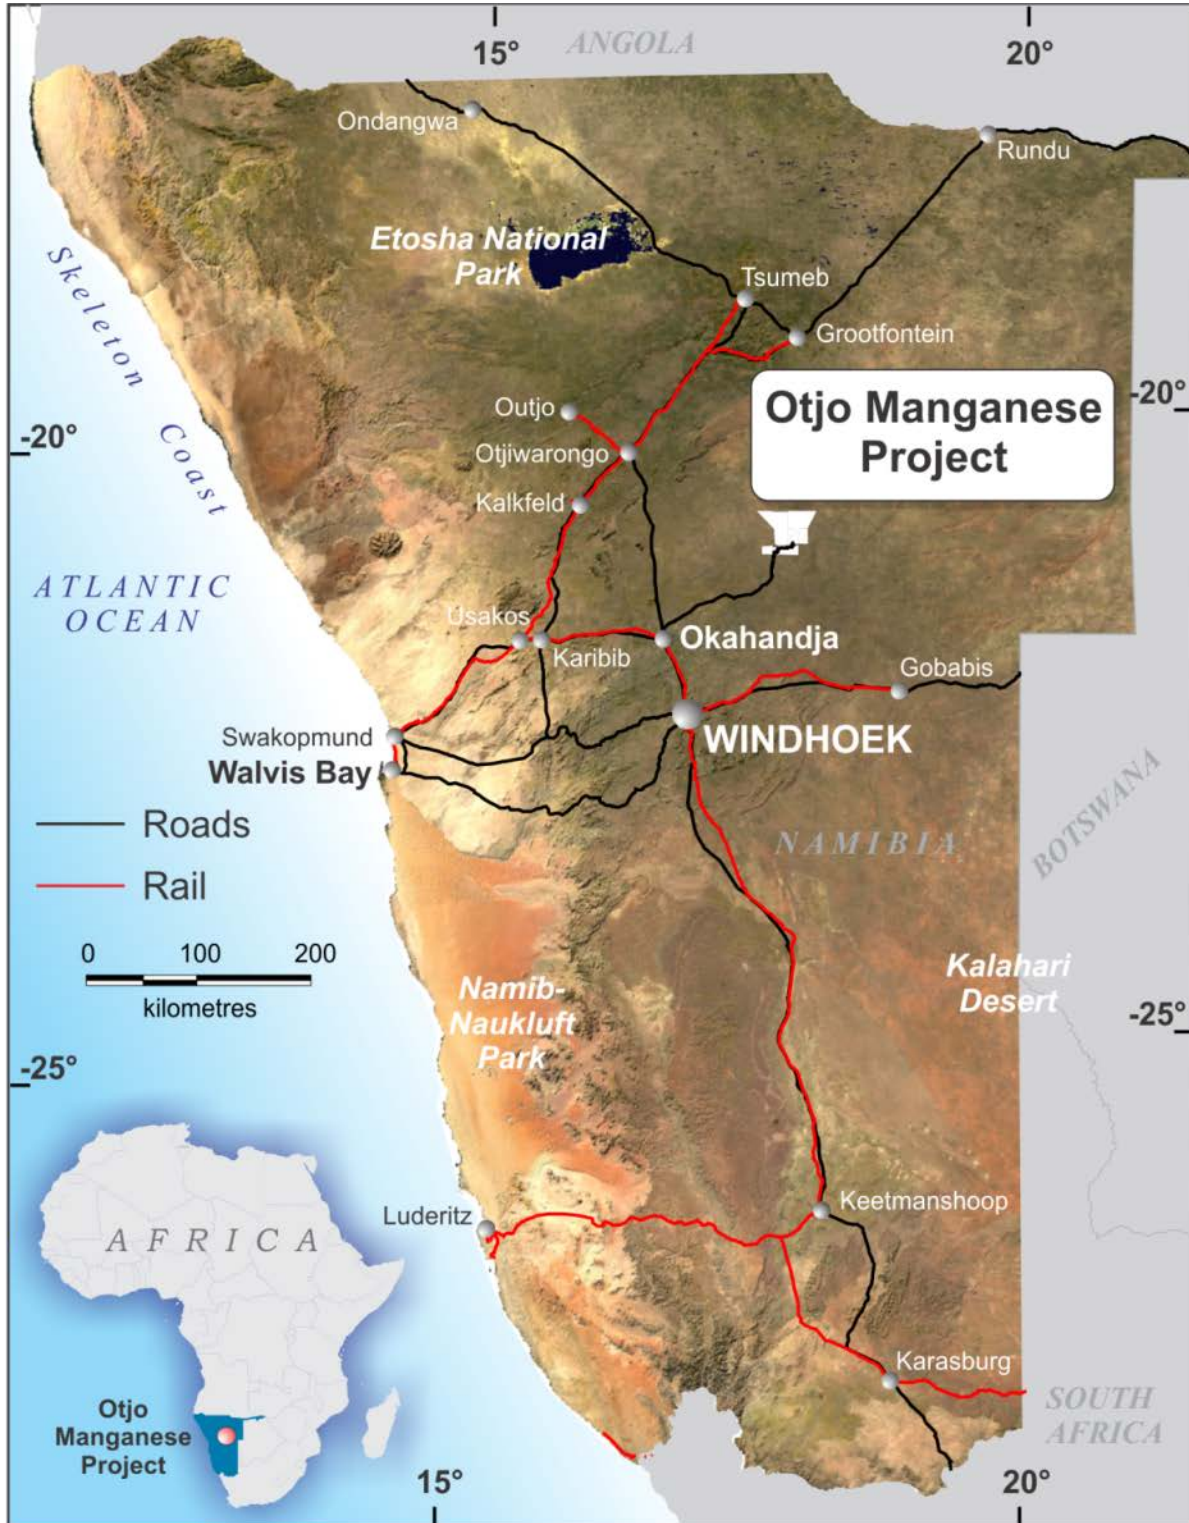 15°
ANGOLA
20°
Ondangwa
Rundu
Etosha National
Park
Tsumeb
Skeleton Coast
Grootfontein
Otjo Manganese
Project
-20°
Outjo
-20°
Otjiwarongo
Kalkfeld
ATLANTIC
OCEAN
Usakos
Karibib
Okahandja
Gobabis
Swakopmund
WINDHOEK
Walvis Bay
Roads
NAMIBIA
BOTSWANA
Rail
0 100 200
kilometres
Kalahari
Desert
Namib-
Naukluft
Park
-25°
-25°
AFRICA
Luderitz
Keetmanshoop
Karasburg
SOUTH
AFRICA
Otjo
Manganese
Project
15°
20°